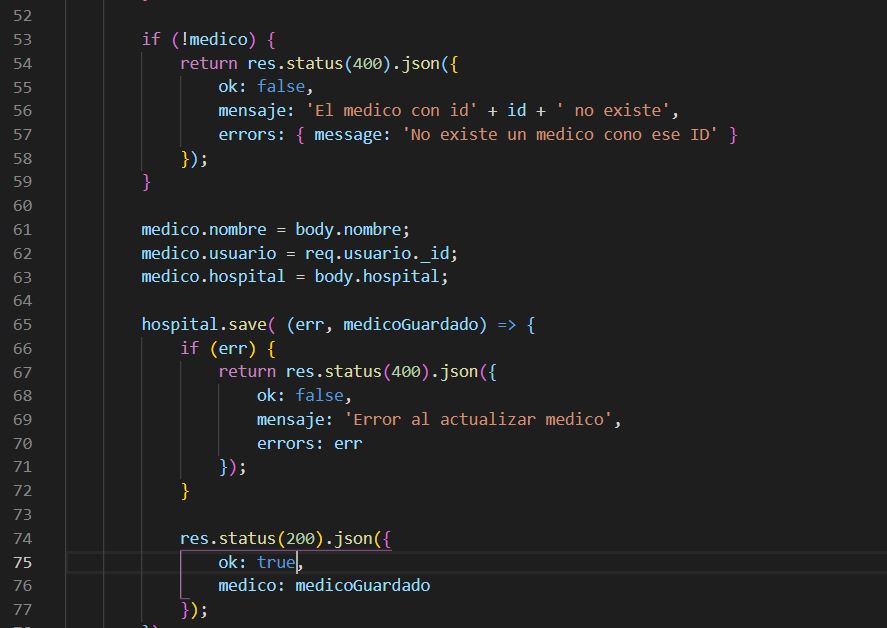 52
53 if (!medico) {
54 return res.status(400).json({
55 ok: false,
56 mensaje: 'El medico con id' + id + ' no existe',
57 errors: { message: 'No existe un medico cono ese ID' }
58 });
59 }
60
61 medico.nombre = body.nombre;
62 medico.usuario = req.usuario._id;
63 medico.hospital = body.hospital;
64
65 hospital.save( (err, medicoGuardado) => {
66 if (err) {
67 return res.status(400).json({
68 ok: false,
69 mensaje: 'Error al actualizar medico',
70 errors: err
71 });
72 }
73
74 res.status(200).json({
75 ok: true,
76 medico: medicoGuardado
77 });